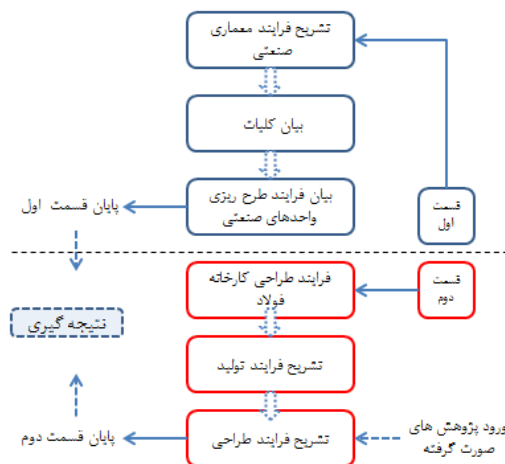 تشریح فرایند معماری
صنعتی
بیان کلیات
بیان فرایند طرح ریزی
واحدهای صنعتی
پایان قسمت اول
قسمت
اول
فرایند طراحی کارخانه
فولاد
قسمت
دوم
نتیجه گیری
تشریح فرایند تولید
تشریح فرایند طراحی
پایان قسمت دوم
ورود پژوهش های
صورت گرفته